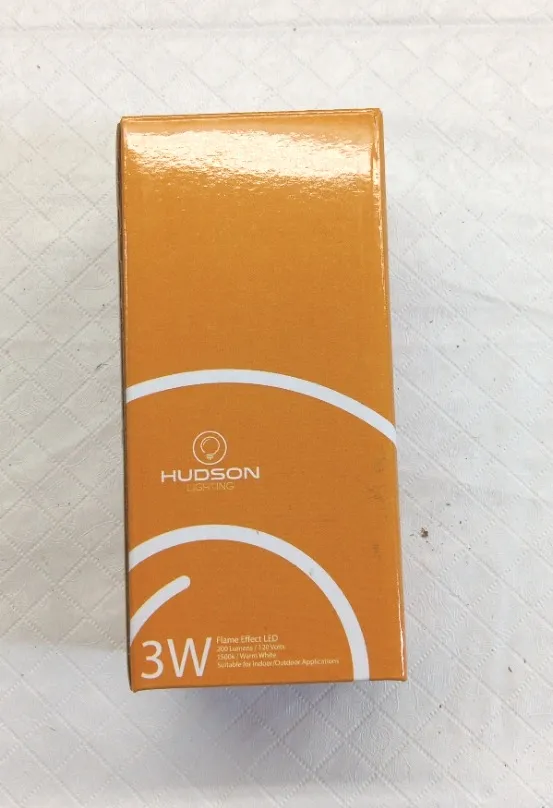 HUDSON
LIGHTING
3W
Flame Effect LED
200 Lumens / 120 Volts
1500k / Warm White
Suitable for Indoor/Outdoor Applications